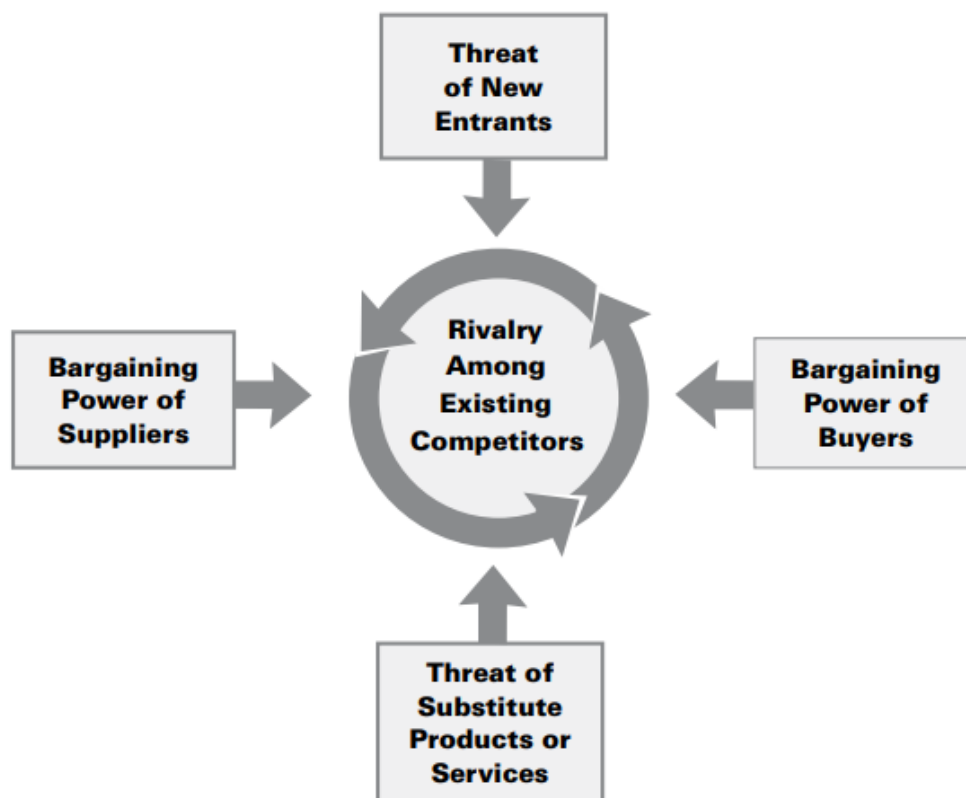 Threat
of New
Entrants
Rivalry
Among
Existing
Competitors
Bargaining
Power of
Suppliers
Bargaining
Power of
Buyers
Threat of
Substitute
Products or
Services